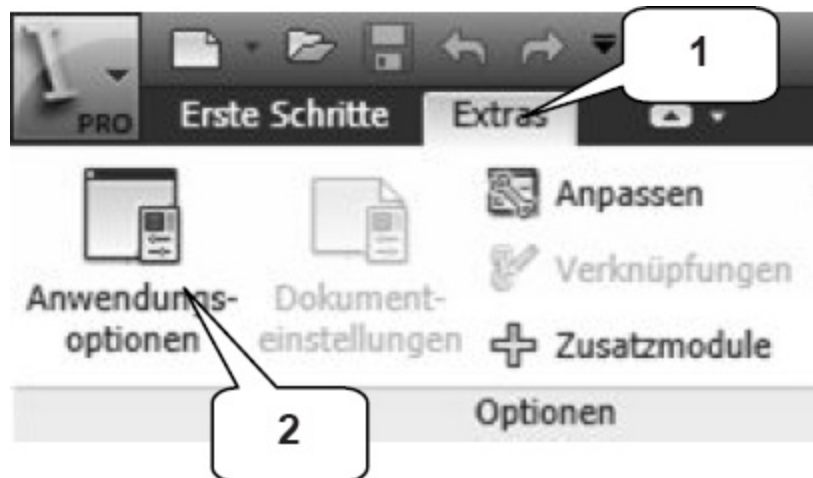 1
I
PRO
Erste Schritte
Extras
Anwendungs-
optionen
Dokument-
einstellungen
Anpassen
Verknüpfungen
Zusatzmodule
2
Optionen